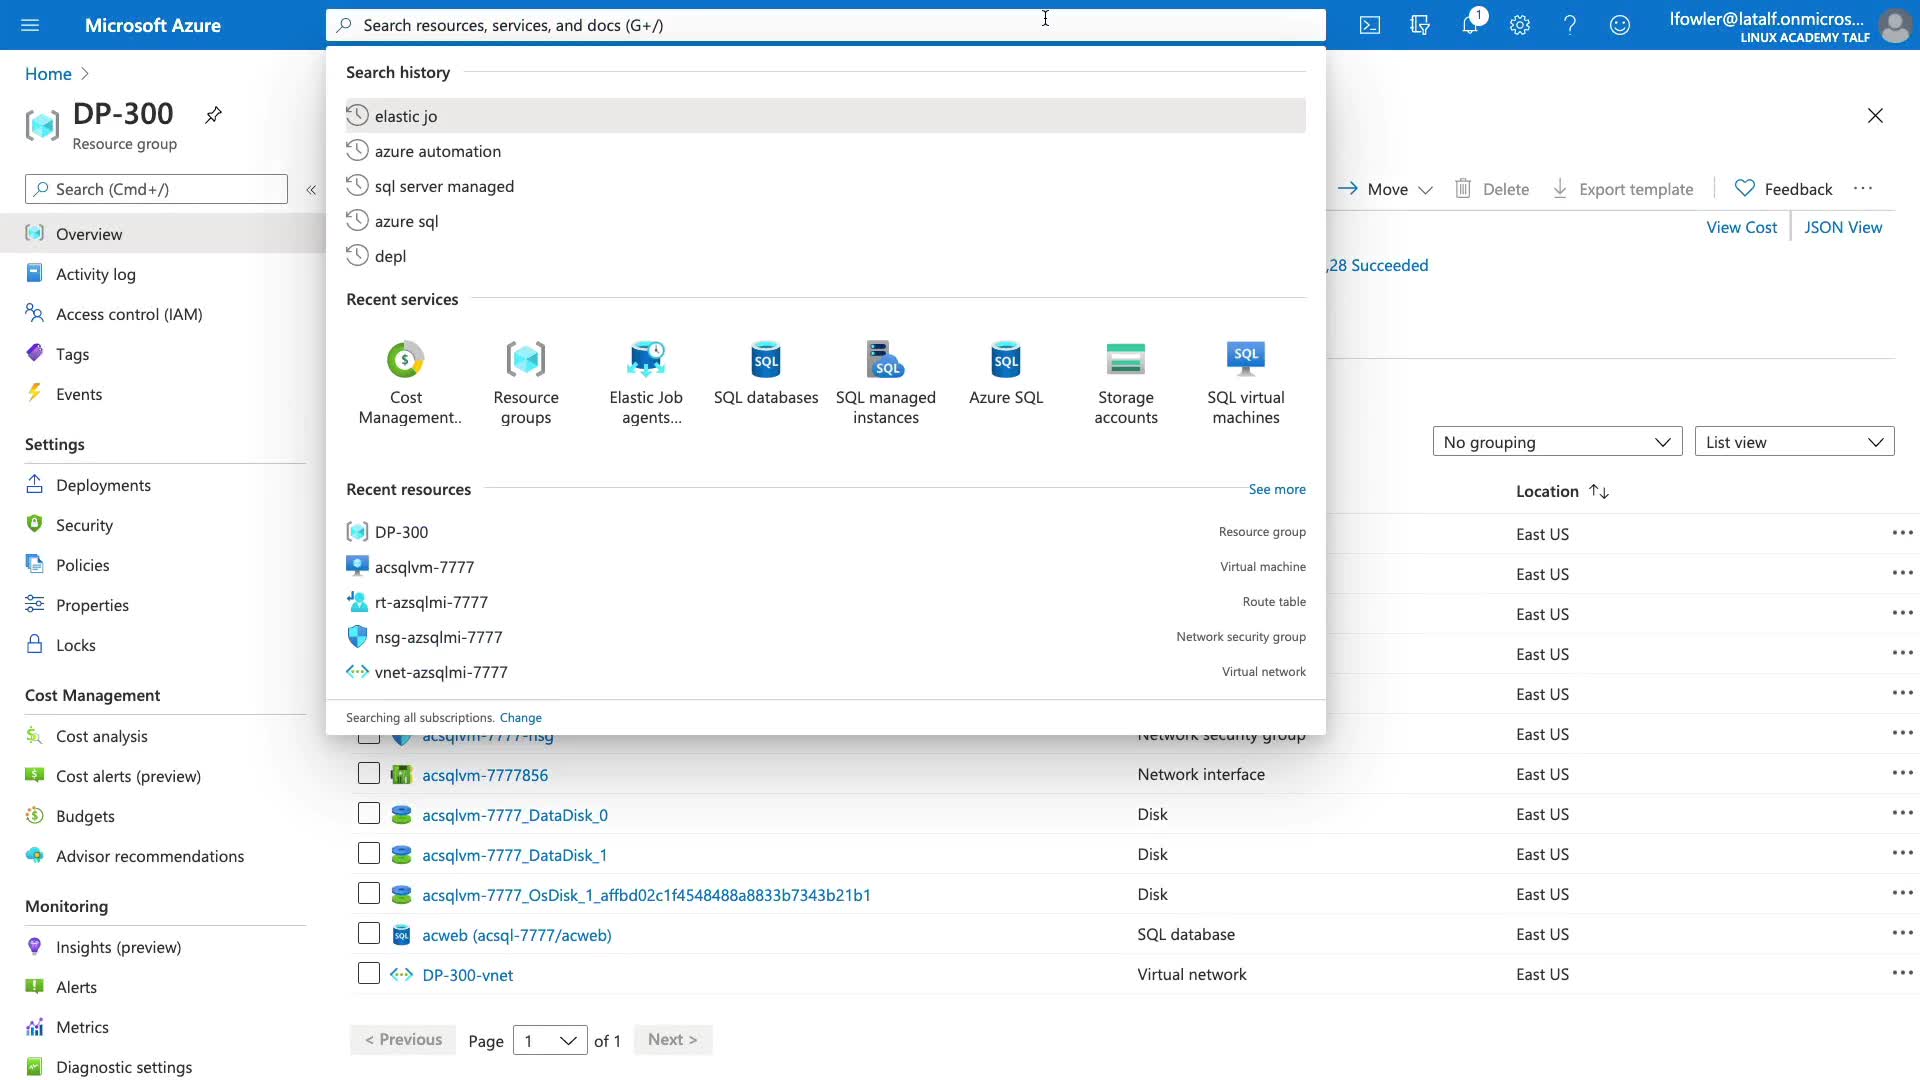 Microsoft Azure
Search resources, services, and docs (G+/)
1
lfowler@latalf.onmicros...
LINUX ACADEMY TALF
Home
DP-300
Resource group
Search (Cmd+/)
«
Overview
Activity log
Access control (IAM)
Tags
Events
Settings
Deployments
Security
Policies
Properties
Locks
Cost Management
Cost analysis
Cost alerts (preview)
Budgets
Advisor recommendations
Monitoring
Insights (preview)
Alerts
Metrics
Diagnostic settings
Search history
elastic jo
azure automation
sql server managed
azure sql
depl
Recent services
Cost Management..
Resource groups
Elastic Job agents...
SQL databases
SQL managed instances
Azure SQL
Storage accounts
SQL virtual machines
Recent resources
See more
DP-300 Resource group
acsqlvm-7777 Virtual machine
rt-azsqlmi-7777 Route table
nsg-azsqlmi-7777 Network security group
vnet-azsqlmi-7777 Virtual network
Searching all subscriptions. Change
Move
Delete
Export template
Feedback
View Cost
JSON View
,28 Succeeded
No grouping
List view
Location
East US
East US
East US
East US
East US
acsqlvm-7777-nsg Network security group East US
acsqlvm-7777856 Network interface East US
acsqlvm-7777_DataDisk_0 Disk East US
acsqlvm-7777_DataDisk_1 Disk East US
acsqlvm-7777_OsDisk_1_affbd02c1f4548488a8833b7343b21b1 Disk East US
acweb (acsql-7777/acweb) SQL database East US
DP-300-vnet Virtual network East US
< Previous Page 1 of 1 Next >